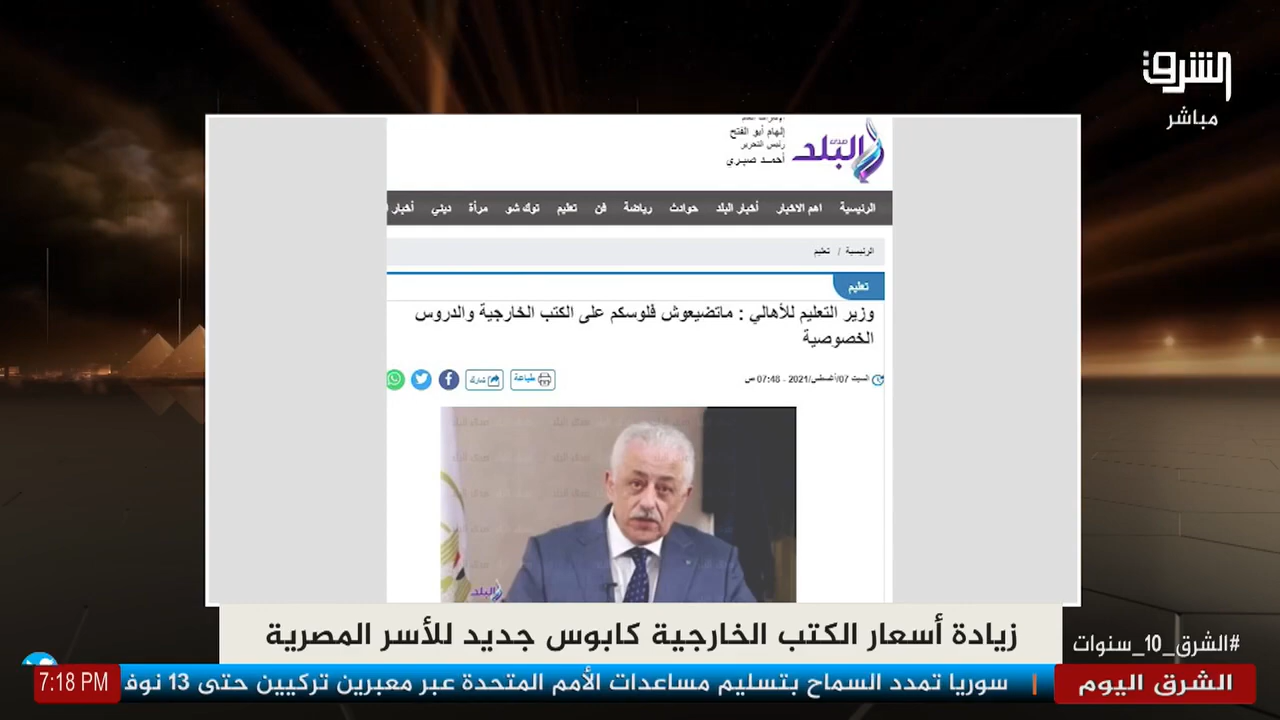 الشرق
مباشر
إلهام أبو الفتح
رئيس التحرير
أحمـد صبـري
صدى البلد
الرئيسية اهم الاخبار أخبار البلد حوادث رياضة فن تعليم توك شو مرأة ديني أخبار ا
الرئيسية / تعليم
تعليم
وزير التعليم للأهالي : ماتضيعوش فلوسكم على الكتب الخارجية والدروس
الخصوصية
السبت 07/أغسطس/2021 - 07:48 ص
طباعة
شارك
البلد
زيادة أسعار الكتب الخارجية كابوس جديد للأسر المصرية
#الشرق_10_سنوات
الشرق اليوم
سوريا تمدد السماح بتسليم مساعدات الأمم المتحدة عبر معبرين تركيين حتى 13 نوف
7:18 PM